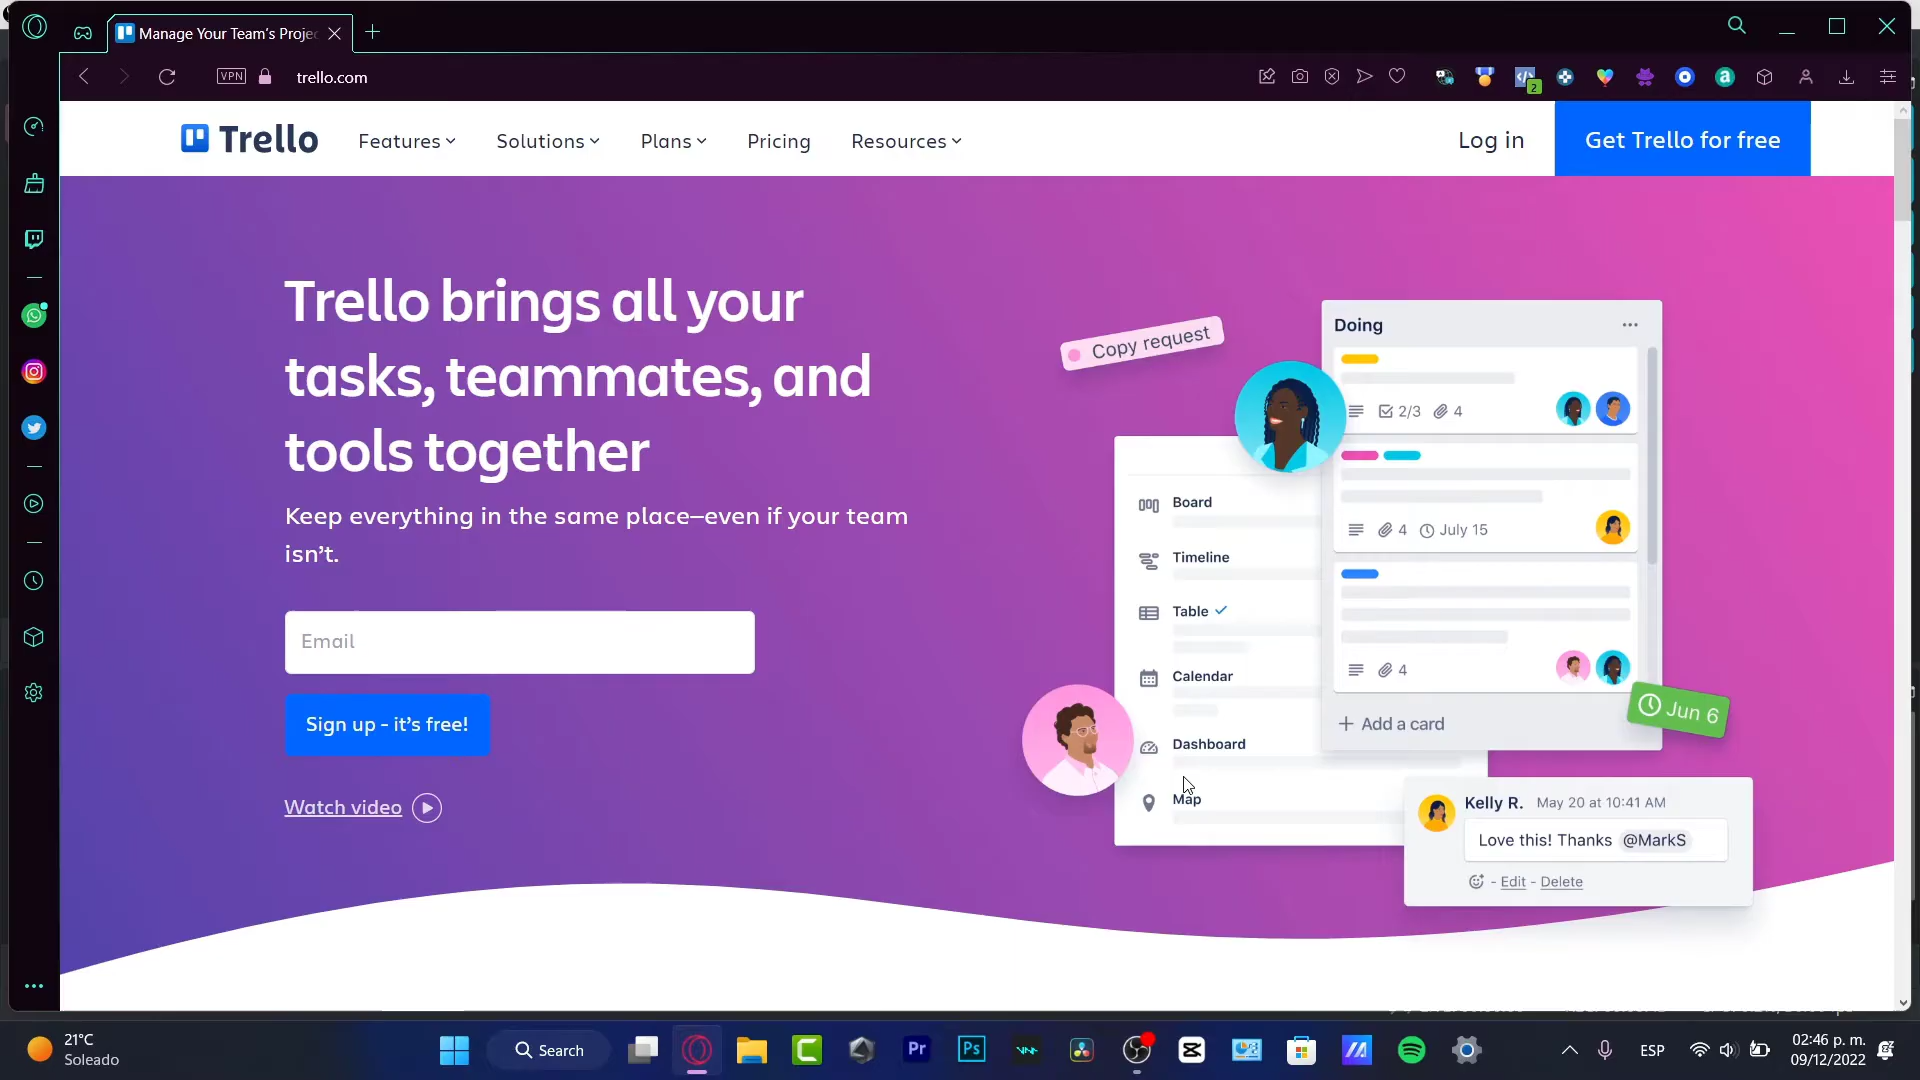 Manage Your Team's Projec
VPN
trello.com
2
Trello
Features
Solutions
Plans
Pricing
Resources
Log in
Get Trello for free
Trello brings all your
tasks, teammates, and
tools together
Keep everything in the same place—even if your team
isn't.
Email
Sign up - it's free!
Watch video
Copy request
Doing
2/3
4
4
July 15
4
Add a card
Jun 6
Board
Timeline
Table
Calendar
Dashboard
Map
Kelly R. May 20 at 10:41 AM
Love this! Thanks @MarkS
- Edit - Delete
21°C
Soleado
Search
Pr
Ps
ESP
02:46 p. m.
09/12/2022